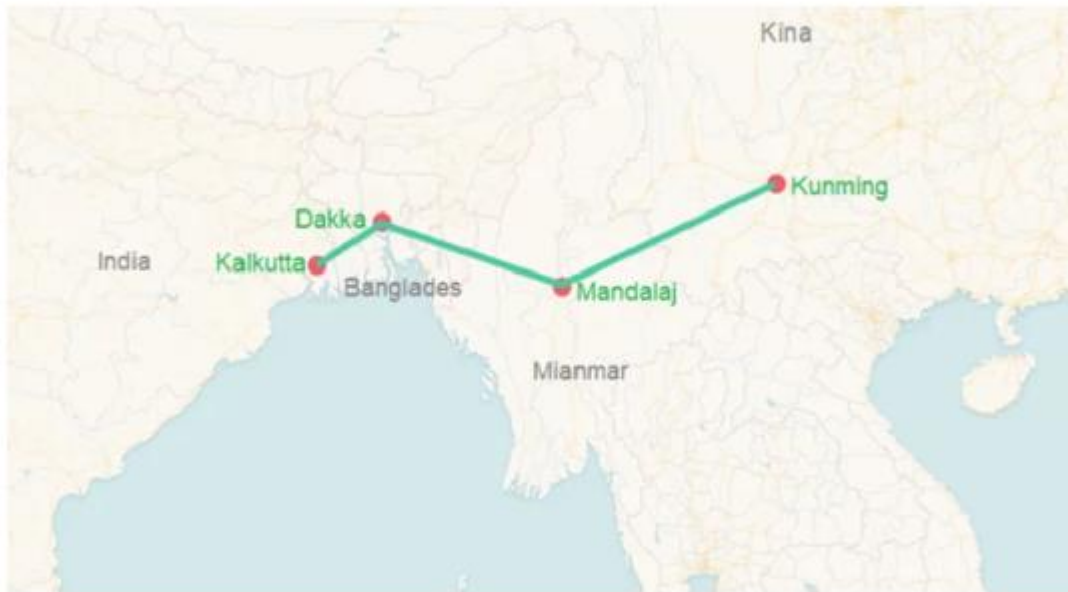 Kina
Kunming
Dakka
India
Kalkutta
Banglades
Mandalaj
Mianmar